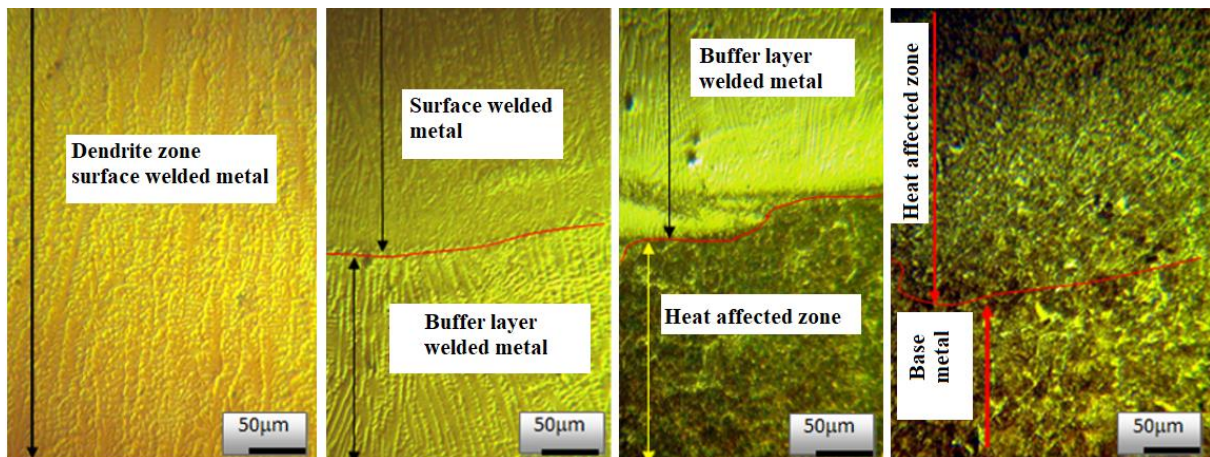 Dendrite zone
surface welded metal
50µm
Surface welded
metal
Buffer layer
welded metal
50µm
Buffer layer
welded metal
Heat affected zone
50µm
Heat affected zone
Base
metal
50µm